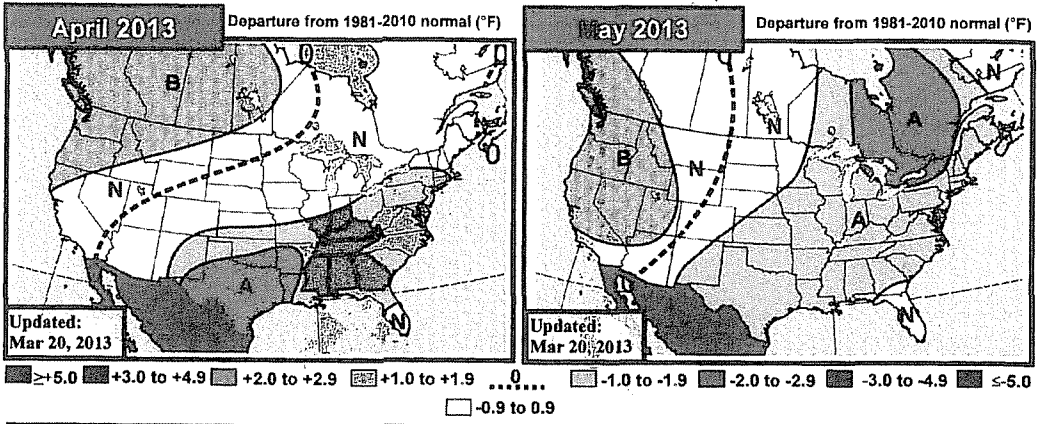 April 2013 Departure from 1981-2010 normal (°F)
May 2013 Departure from 1981-2010 normal (°F)
0
0
B
N
0
N
A
A
N
Updated:
Mar 20, 2013
N
A
N
B
N
A
N
Updated:
Mar 20, 2013
≥+5.0 +3.0 to +4.9 +2.0 to +2.9 +1.0 to +1.9 0 -1.0 to -1.9 -2.0 to -2.9 -3.0 to -4.9 ≤-5.0
-0.9 to 0.9